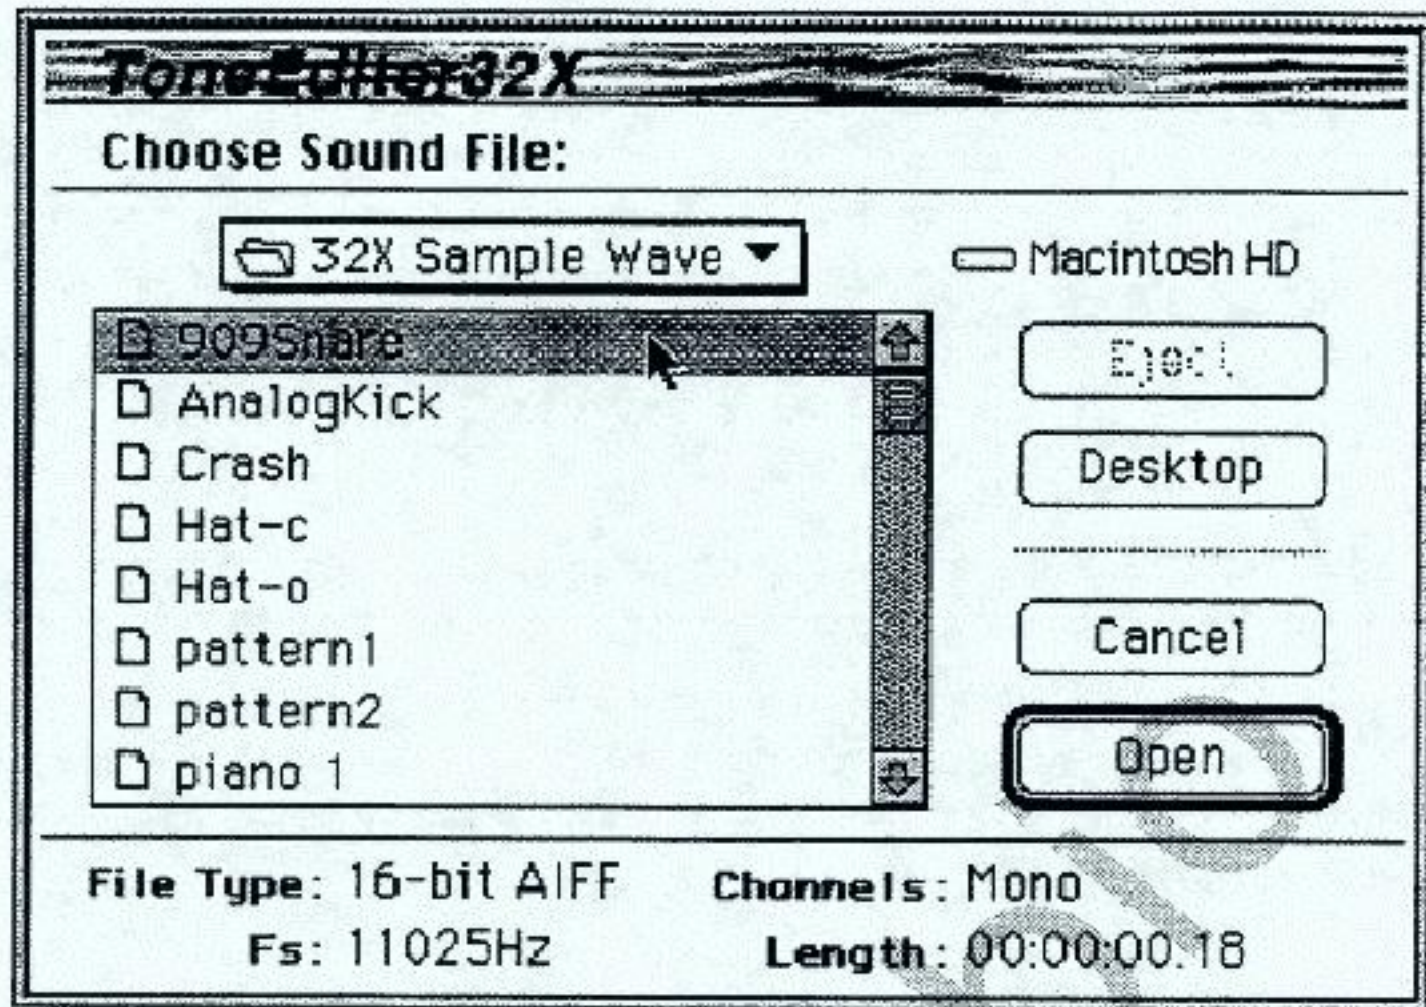 ToneEditor32X
Choose Sound File:
32X Sample Wave
Macintosh HD
909Snare
AnalogKick
Crash
Hat-c
Hat-o
pattern1
pattern2
piano 1
Eject
Desktop
Cancel
Open
File Type: 16-bit AIFF
Channels: Mono
Fs: 11025Hz
Length: 00:00:00.18